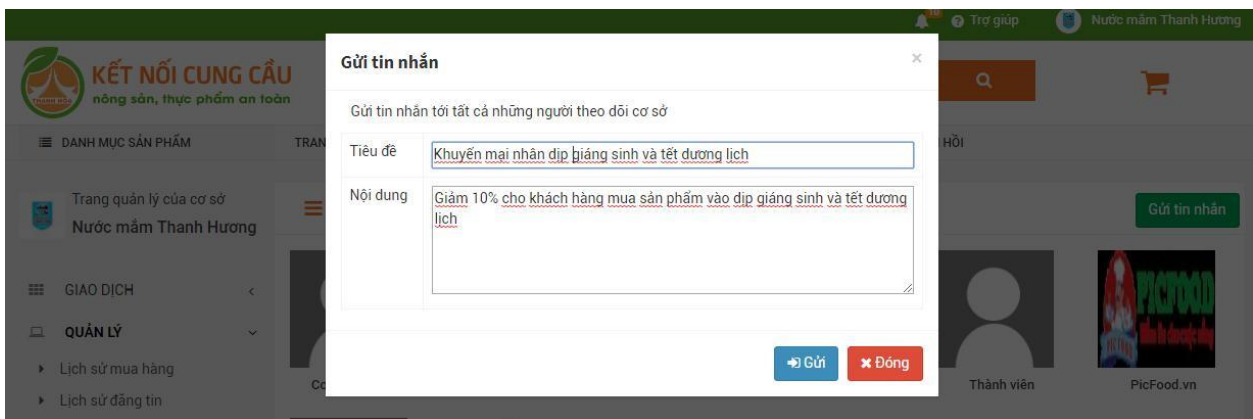 10
Trợ giúp
Nước mắm Thanh Hương
KẾT NỐI CUNG CẦU
nông sản, thực phẩm an toàn
THANH HÓA
DANH MỤC SẢN PHẨM
TRAN
HỒI
Gửi tin nhắn
×
Gửi tin nhắn tới tất cả những người theo dõi cơ sở
Tiêu đề
Khuyến mại nhân dịp giáng sinh và tết dương lịch
Nội dung
Giảm 10% cho khách hàng mua sản phẩm vào dịp giáng sinh và tết dương
lịch
Gửi
Đóng
Trang quản lý của cơ sở
Nước mắm Thanh Hương
Gửi tin nhắn
GIAO DỊCH
QUẢN LÝ
Lịch sử mua hàng
Lịch sử đăng tin
Cơ
PICFOOD
Thành viên
PicFood.vn